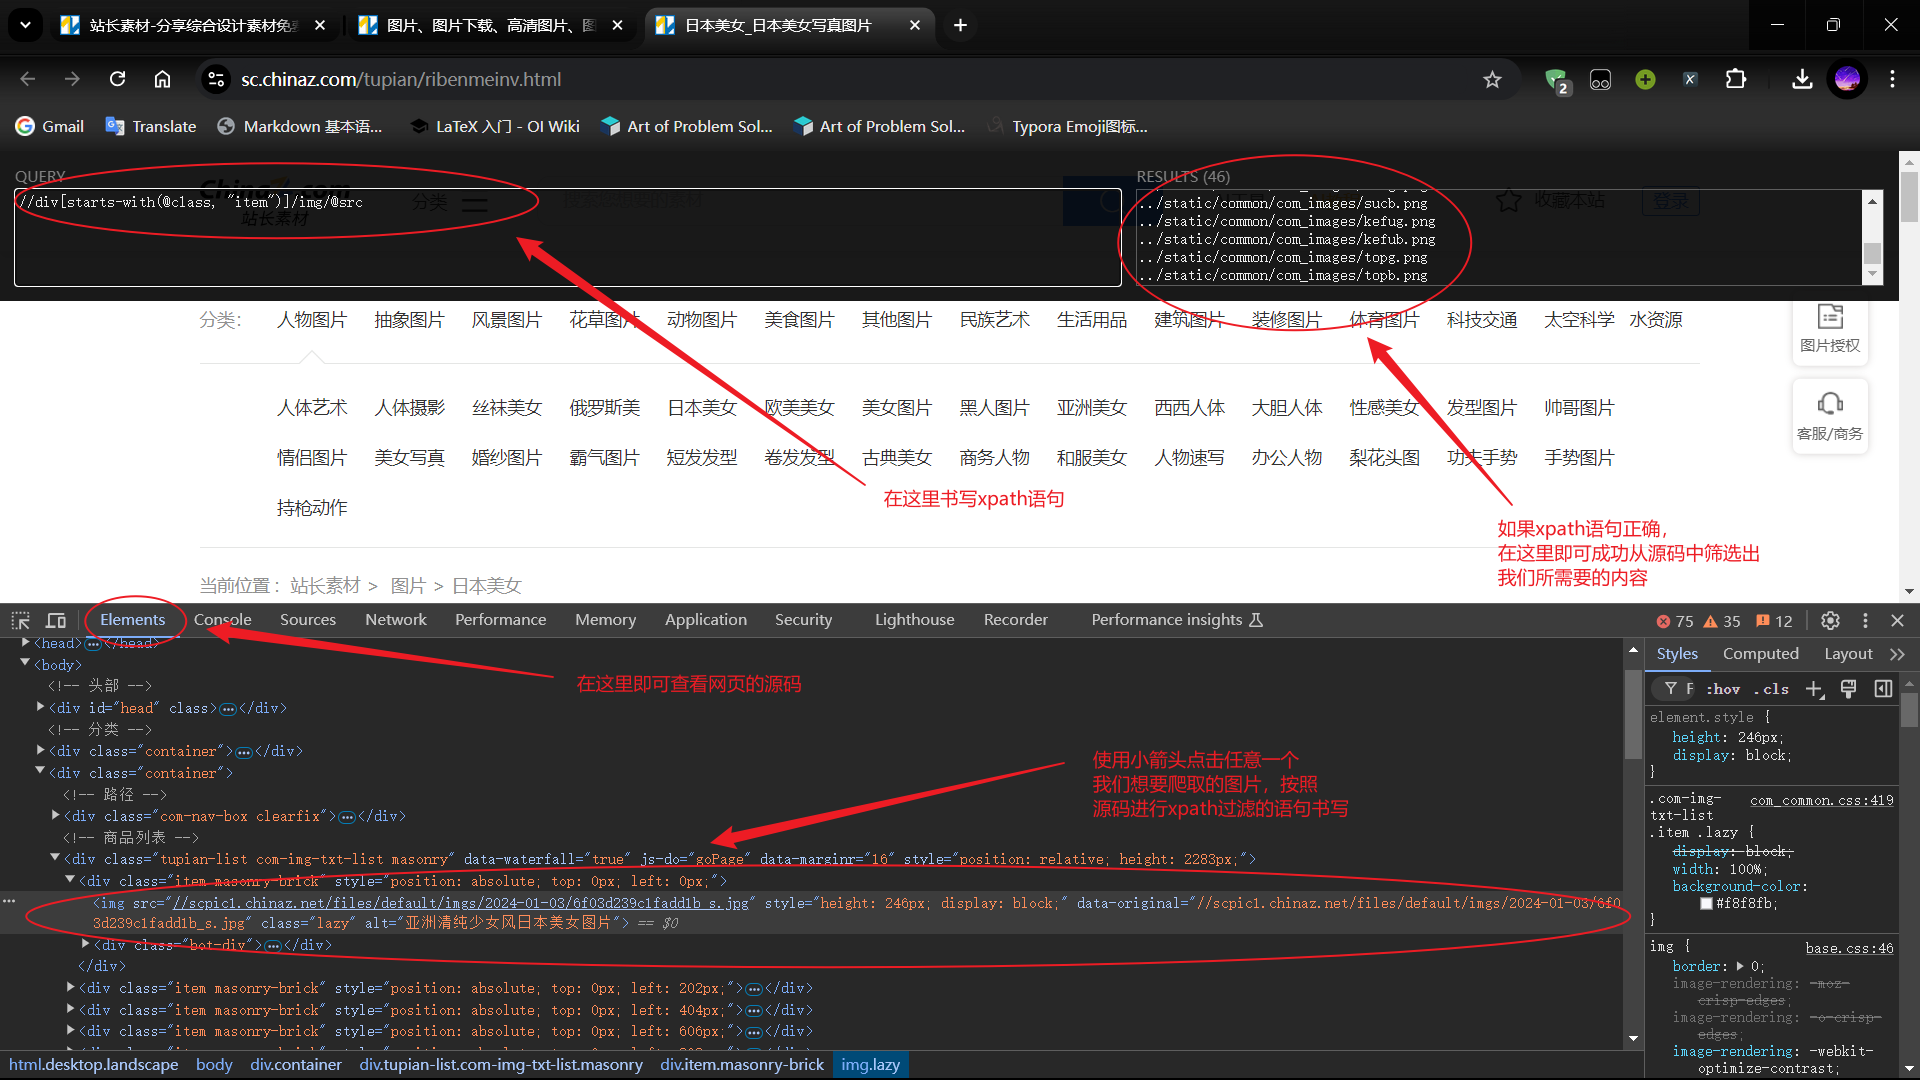 站长素材-分享综合设计素材免
图片、图片下载、高清图片、图
日本美女_日本美女写真图片
sc.chinaz.com/tupian/ribenmeinv.html
2
Gmail
Translate
Markdown 基本语...
LaTeX 入门 - OI Wiki
Art of Problem Sol...
Art of Problem Sol...
Typora Emoji图标...
QUERY
//div[starts-with(@class, "item")]/img/@src
站长素材
分类
RESULTS (46)
../static/common/com_images/sucb.png
../static/common/com_images/kefug.png
../static/common/com_images/kefub.png
../static/common/com_images/topg.png
../static/common/com_images/topb.png
收藏本站
登录
分类: 人物图片 抽象图片 风景图片 花草图片 动物图片 美食图片 其他图片 民族艺术 生活用品 建筑图片 装修图片 体育图片 科技交通 太空科学 水资源
人体艺术 人体摄影 丝袜美女 俄罗斯美 日本美女 欧美美女 美女图片 黑人图片 亚洲美女 西西人体 大胆人体 性感美女 发型图片 帅哥图片
情侣图片 美女写真 婚纱图片 霸气图片 短发发型 卷发发型 古典美女 商务人物 和服美女 人物速写 办公人物 梨花头图 功夫手势 手势图片
持枪动作
图片授权
客服/商务
在这里书写xpath语句
如果xpath语句正确，
在这里即可成功从源码中筛选出
我们所需要的内容
当前位置： 站长素材 > 图片 > 日本美女
Elements Console Sources Network Performance Memory Application Security Lighthouse Recorder Performance insights
75 35 12
<head>…</head>
<body>
<!-- 头部 -->
<div id="head" class>…</div>
<!-- 分类 -->
<div class="container">…</div>
<div class="container">
<!-- 路径 -->
<div class="com-nav-box clearfix">…</div>
<!-- 商品列表 -->
<div class="tupian-list com-img-txt-list masonry" data-waterfall="true" js-do="goPage" data-marginr="16" style="position: relative; height: 2283px;">
<div class="item masonry-brick" style="position: absolute; top: 0px; left: 0px;">
<img src="//scpic1.chinaz.net/files/default/imgs/2024-01-03/6f03d239c1fadd1b_s.jpg" style="height: 246px; display: block;" data-original="//scpic1.chinaz.net/files/default/imgs/2024-01-03/6f0
3d239c1fadd1b_s.jpg" class="lazy" alt="亚洲清纯少女风日本美女图片"> == $0
<div class="bot-div">…</div>
</div>
<div class="item masonry-brick" style="position: absolute; top: 0px; left: 202px;">…</div>
<div class="item masonry-brick" style="position: absolute; top: 0px; left: 404px;">…</div>
<div class="item masonry-brick" style="position: absolute; top: 0px; left: 606px;">…</div>
在这里即可查看网页的源码
使用小箭头点击任意一个
我们想要爬取的图片，按照
源码进行xpath过滤的语句书写
Styles Computed Layout
F :hov .cls
element.style {
height: 246px;
display: block;
}
.com-img-
txt-list
.item .lazy {
com_common.css:419
display: block;
width: 100%;
background-color:
#f8f8fb;
}
img {
base.css:46
border: 0;
image-rendering: -moz-
crisp-edges;
image-rendering: -o-crisp-
edges;
image-rendering: -webkit-
optimize-contrast;
html.desktop.landscape body div.container div.tupian-list.com-img-txt-list.masonry div.item.masonry-brick img.lazy